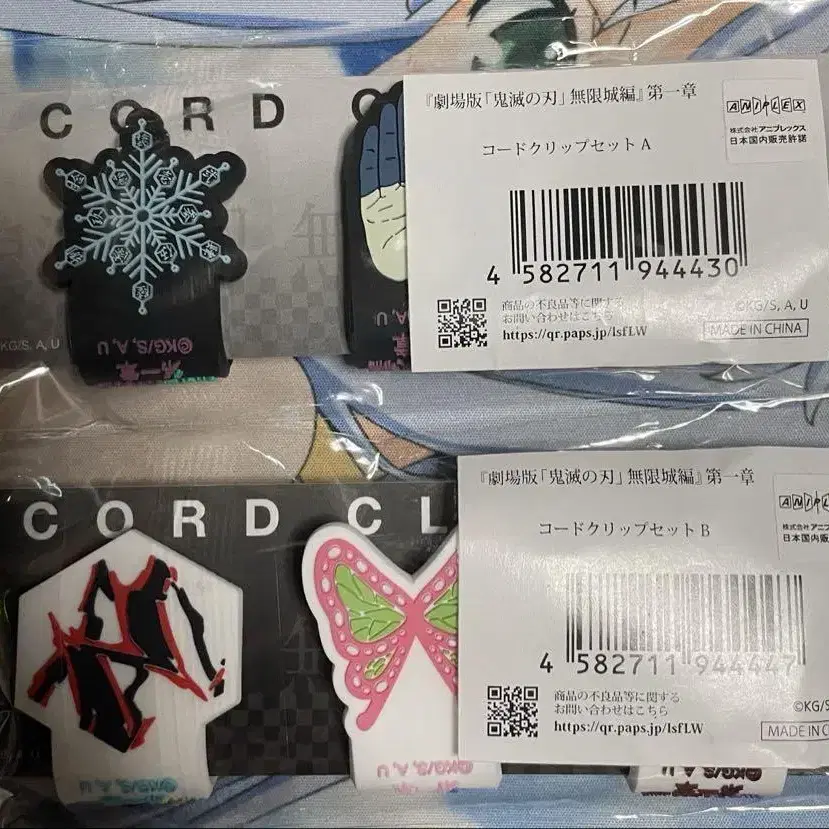 CORD C
『劇場版「鬼滅の刃」無限城編』第一章
ANIPLEX
株式会社アニプレックス
日本国内販売許諾
コードクリップセット A
4 582711 944430
商品の不良品等に関する
お問い合わせはこちら
https://qr.paps.jp/lsfLW
©KG/S, A, U
MADE IN CHINA
KG/S, A, U
©KG/S, A, U
第一章
CORD CL
『劇場版「鬼滅の刃」無限城編』第一章
ANIPLE
株式会社アニプ
日本国内販
コードクリップセット B
4 582711 944447
商品の不良品等に関する
お問い合わせはこちら
https://qr.paps.jp/lsfLW
©KG/S
MADE IN C
©KG/S, A, U
©KG/S, A, U
©KG/S, A, U